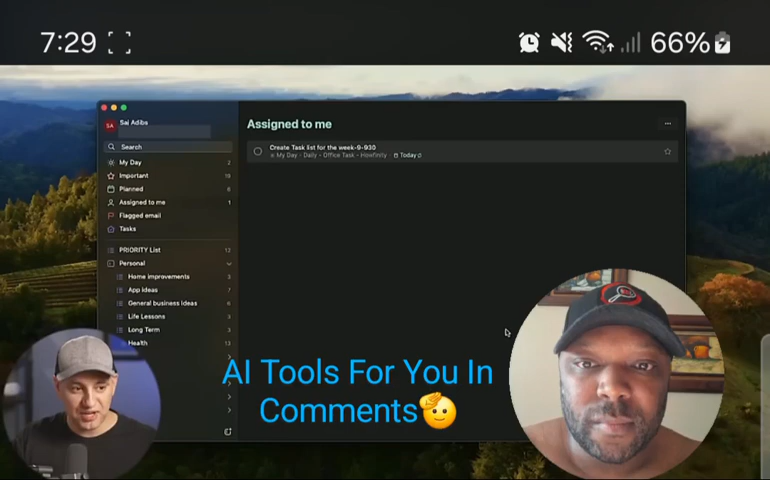 7:29
66%
SA
Sai Adibs
Search
My Day 2
Important
Planned 6
Assigned to me 1
Flagged email
Tasks
PRIORITY List 12
Personal
Home improvements 3
App Ideas 7
General business Ideas 6
Life Lessons 3
Long Term 3
Health 13
Assigned to me
Create Task list for the week-9-930
My Day · Daily - Office Task - Howfinity · Today
AI Tools For You In
Comments🫡